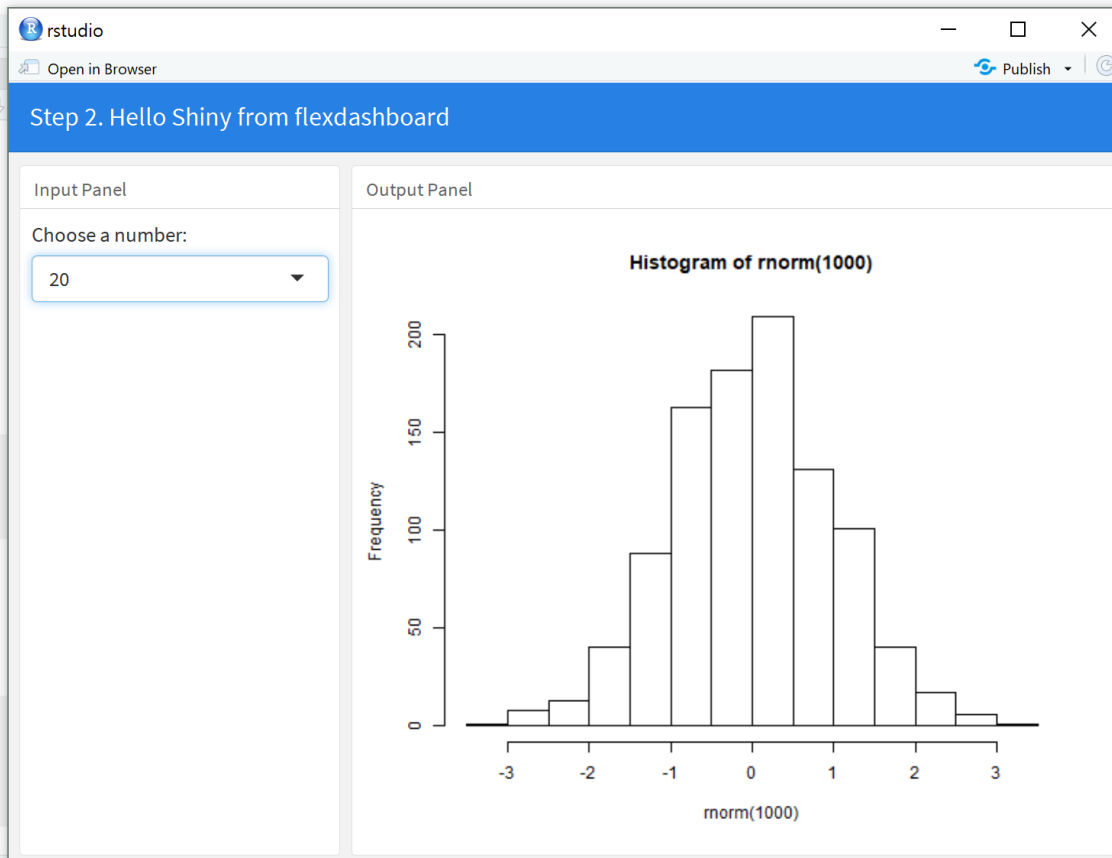 rstudio
Open in Browser
Publish
Step 2. Hello Shiny from flexdashboard
Input Panel
Choose a number:
20
Output Panel
Histogram of rnorm(1000)
200
150
100
50
0
Frequency
-3 -2 -1 0 1 2 3
rnorm(1000)